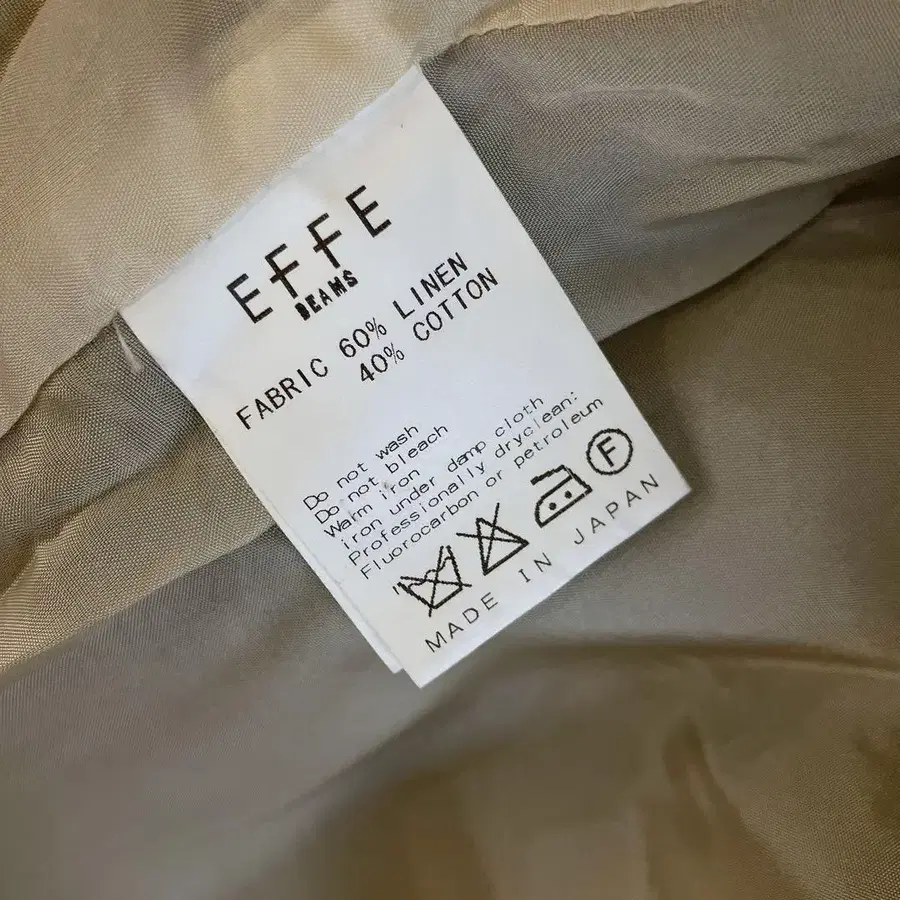 EFFE
BEAMS
FABRIC 60% LINEN
40% COTTON
Do not wash
Do not bleach
Warm iron
iron under damp cloth
Professionally dryclean:
Fluorocarbon or petroleum
F
MADE IN JAPAN